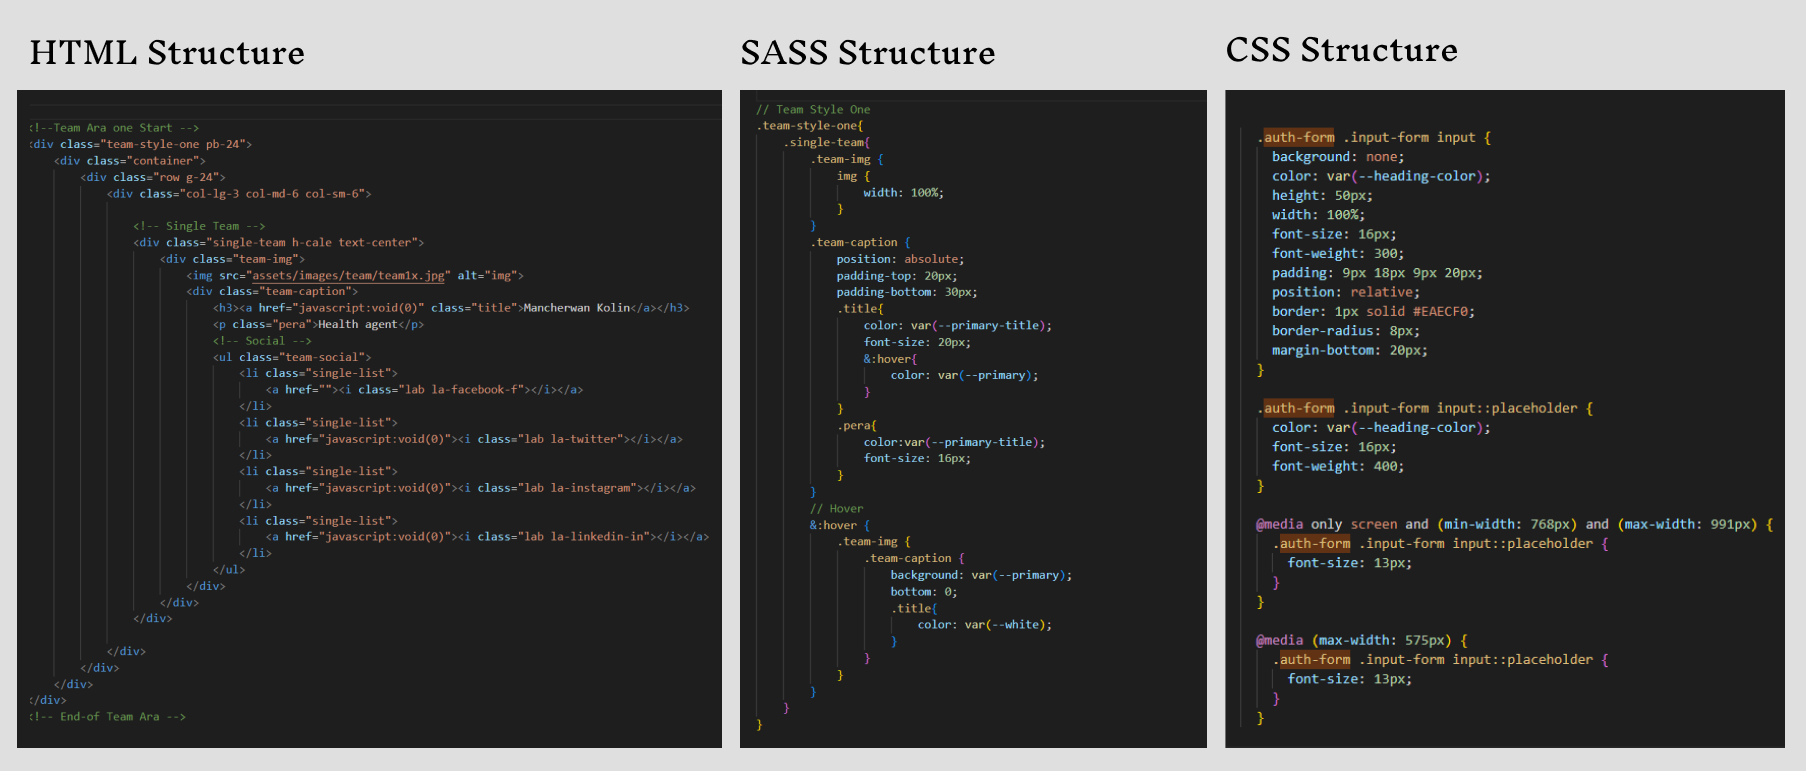 HTML Structure
<!--Team Ara one Start -->
<div class="team-style-one pb-24">
<div class="container">
<div class="row g-24">
<div class="col-lg-3 col-md-6 col-sm-6">
<!-- Single Team -->
<div class="single-team h-cale text-center">
<div class="team-img">
<img src="assets/images/team/team1x.jpg" alt="img">
<div class="team-caption">
<h3><a href="javascript:void(0)" class="title">Mancherwan Kolin</a></h3>
<p class="pera">Health agent</p>
<!-- Social -->
<ul class="team-social">
<li class="single-list">
<a href=""><i class="lab la-facebook-f"></i></a>
</li>
<li class="single-list">
<a href="javascript:void(0)"><i class="lab la-twitter"></i></a>
</li>
<li class="single-list">
<a href="javascript:void(0)"><i class="lab la-instagram"></i></a>
</li>
<li class="single-list">
<a href="javascript:void(0)"><i class="lab la-linkedin-in"></i></a>
</li>
</ul>
</div>
</div>
</div>
</div>
</div>
</div>
</div>
<!-- End-of Team Ara -->
SASS Structure
// Team Style One
.team-style-one{
.single-team{
.team-img {
img {
width: 100%;
}
}
.team-caption {
position: absolute;
padding-top: 20px;
padding-bottom: 30px;
.title{
color: var(--primary-title);
font-size: 20px;
&:hover{
color: var(--primary);
}
}
.pera{
color:var(--primary-title);
font-size: 16px;
}
}
// Hover
&:hover {
.team-img {
.team-caption {
background: var(--primary);
bottom: 0;
.title{
color: var(--white);
}
}
}
}
}
}
CSS Structure
.auth-form .input-form input {
background: none;
color: var(--heading-color);
height: 50px;
width: 100%;
font-size: 16px;
font-weight: 300;
padding: 9px 18px 9px 20px;
position: relative;
border: 1px solid #EAECF0;
border-radius: 8px;
margin-bottom: 20px;
}
.auth-form .input-form input::placeholder {
color: var(--heading-color);
font-size: 16px;
font-weight: 400;
}
@media only screen and (min-width: 768px) and (max-width: 991px) {
.auth-form .input-form input::placeholder {
font-size: 13px;
}
}
@media (max-width: 575px) {
.auth-form .input-form input::placeholder {
font-size: 13px;
}
}